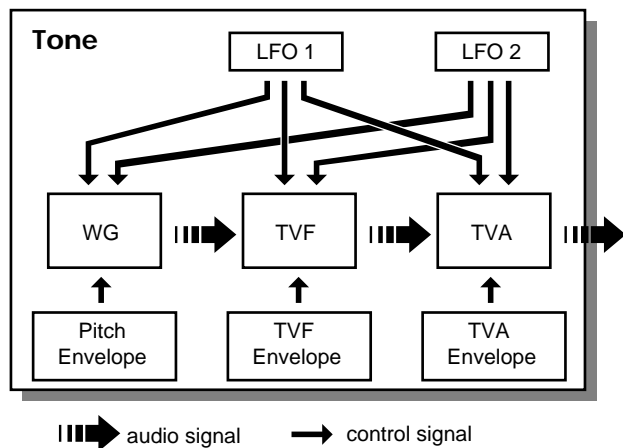 Tone
LFO 1
LFO 2
WG
TVF
TVA
Pitch
Envelope
TVF
Envelope
TVA
Envelope
audio signal
control signal